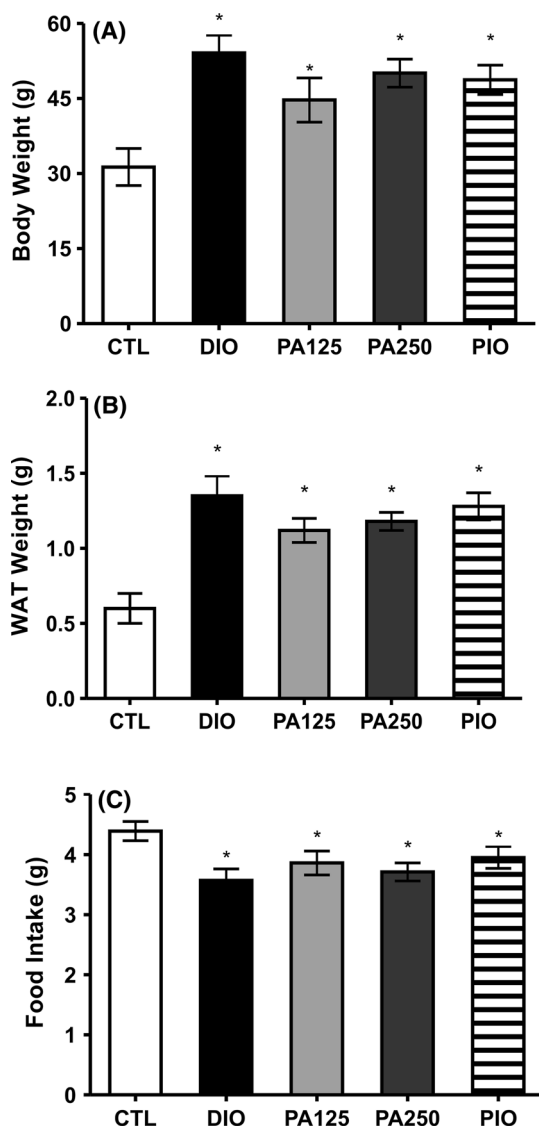 (A)
Body Weight (g)
60
45
30
15
0
* * * * 
CTL DIO PA125 PA250 PIO
(B)
WAT Weight (g)
2.0
1.5
1.0
0.5
0.0
* * * *
CTL DIO PA125 PA250 PIO
(C)
Food Intake (g)
5
4
3
2
1
0
* * * *
CTL DIO PA125 PA250 PIO